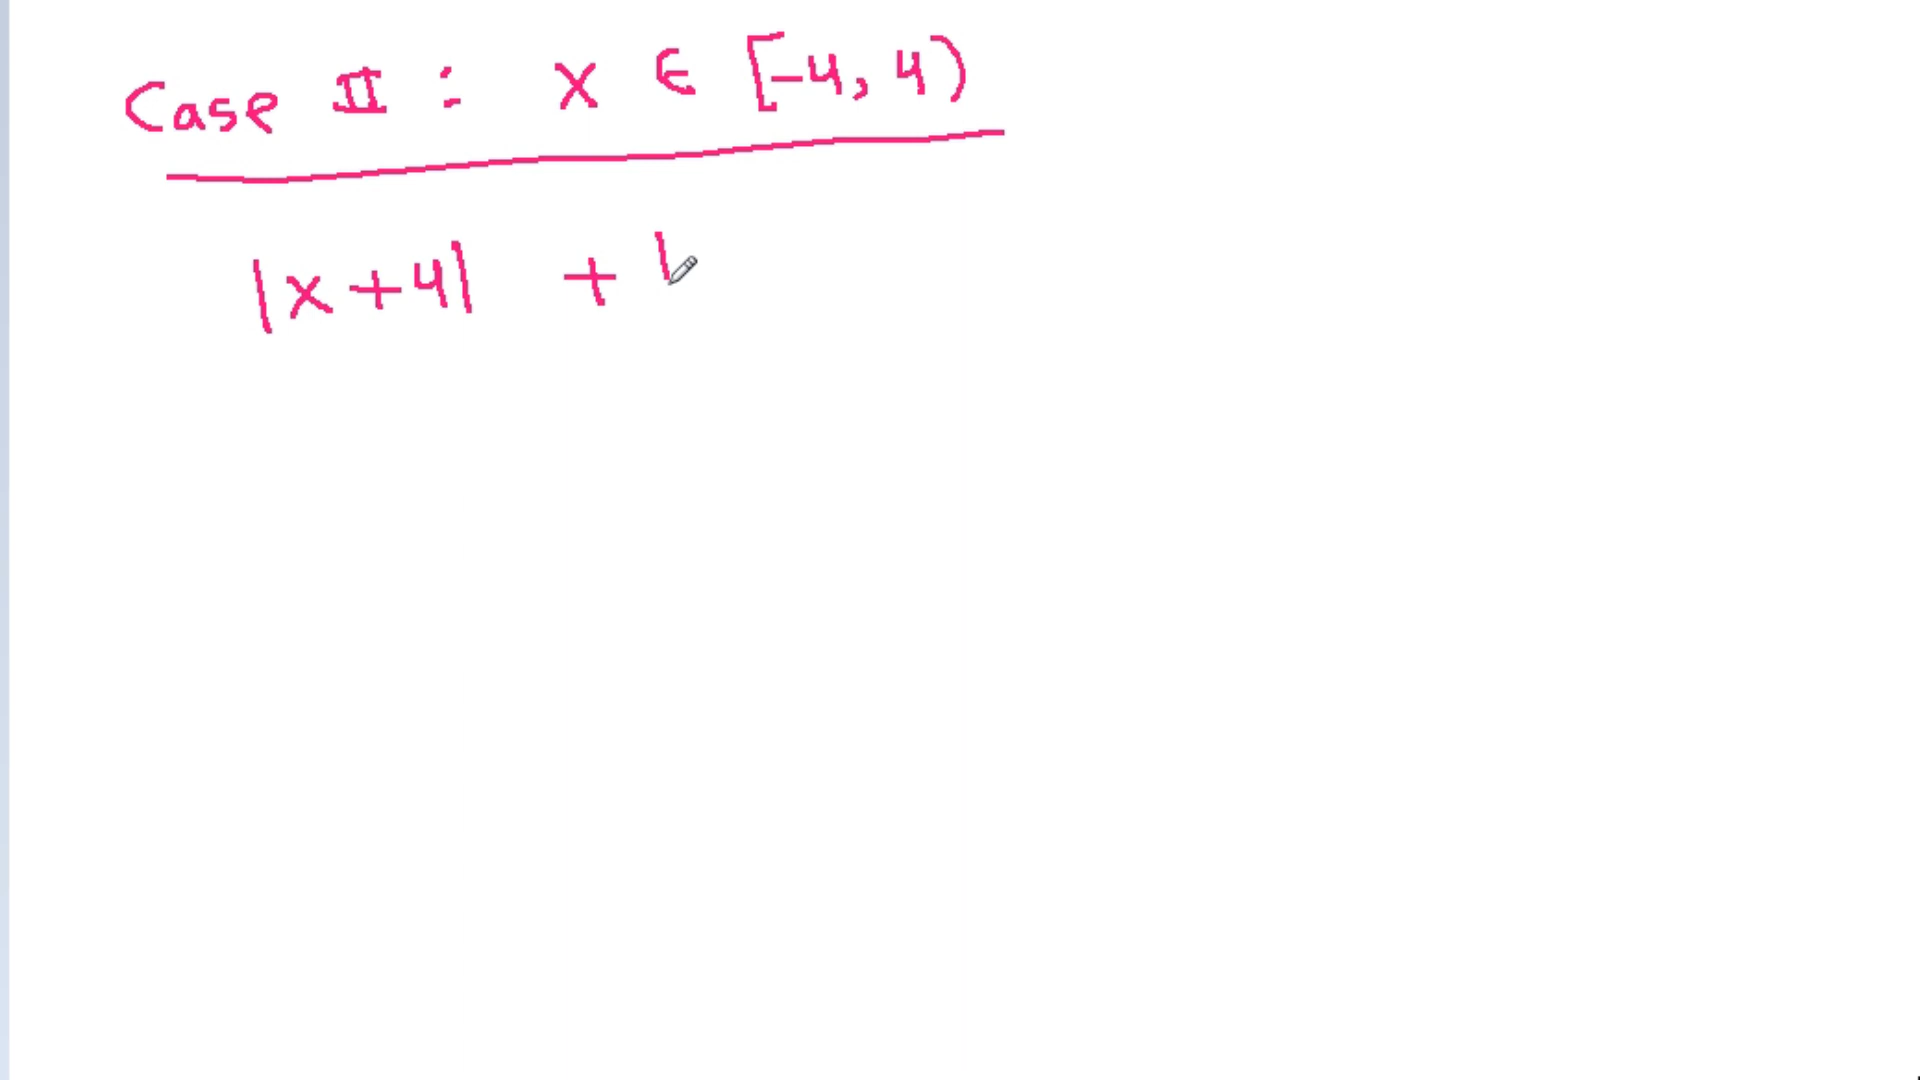 Case II : x ∈ [-4, 4)
|x+4| + |